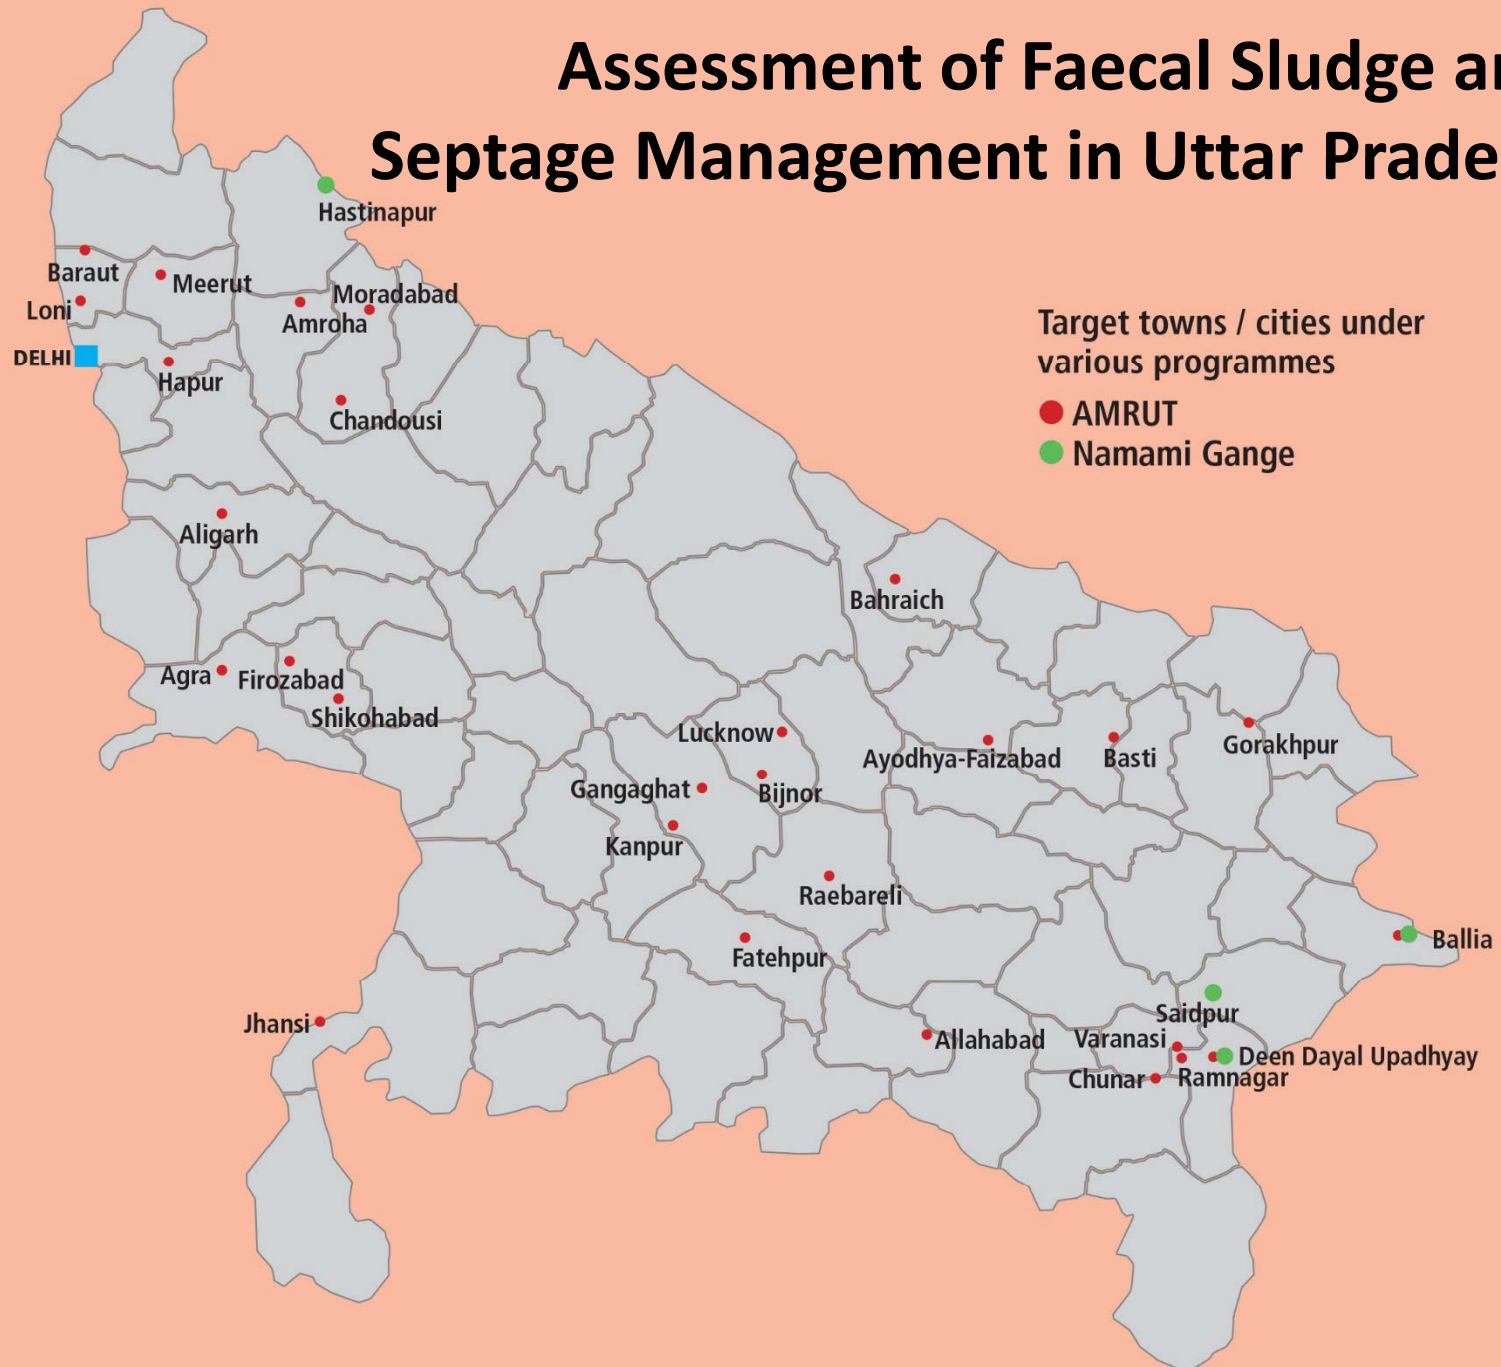 Assessment of Faecal Sludge an
Septage Management in Uttar Prade
Hastinapur
Baraut
Meerut
Loni
Moradabad
Amroha
DELHI
Hapur
Chandousi
Target towns / cities under
various programmes
AMRUT
Namami Gange
Aligarh
Bahraich
Agra
Firozabad
Shikohabad
Lucknow
Ayodhya-Faizabad
Basti
Gorakhpur
Gangaghat
Bijnor
Kanpur
Raebareli
Fatehpur
Ballia
Jhansi
Saidpur
Allahabad
Varanasi
Deen Dayal Upadhyay
Chunar
Ramnagar